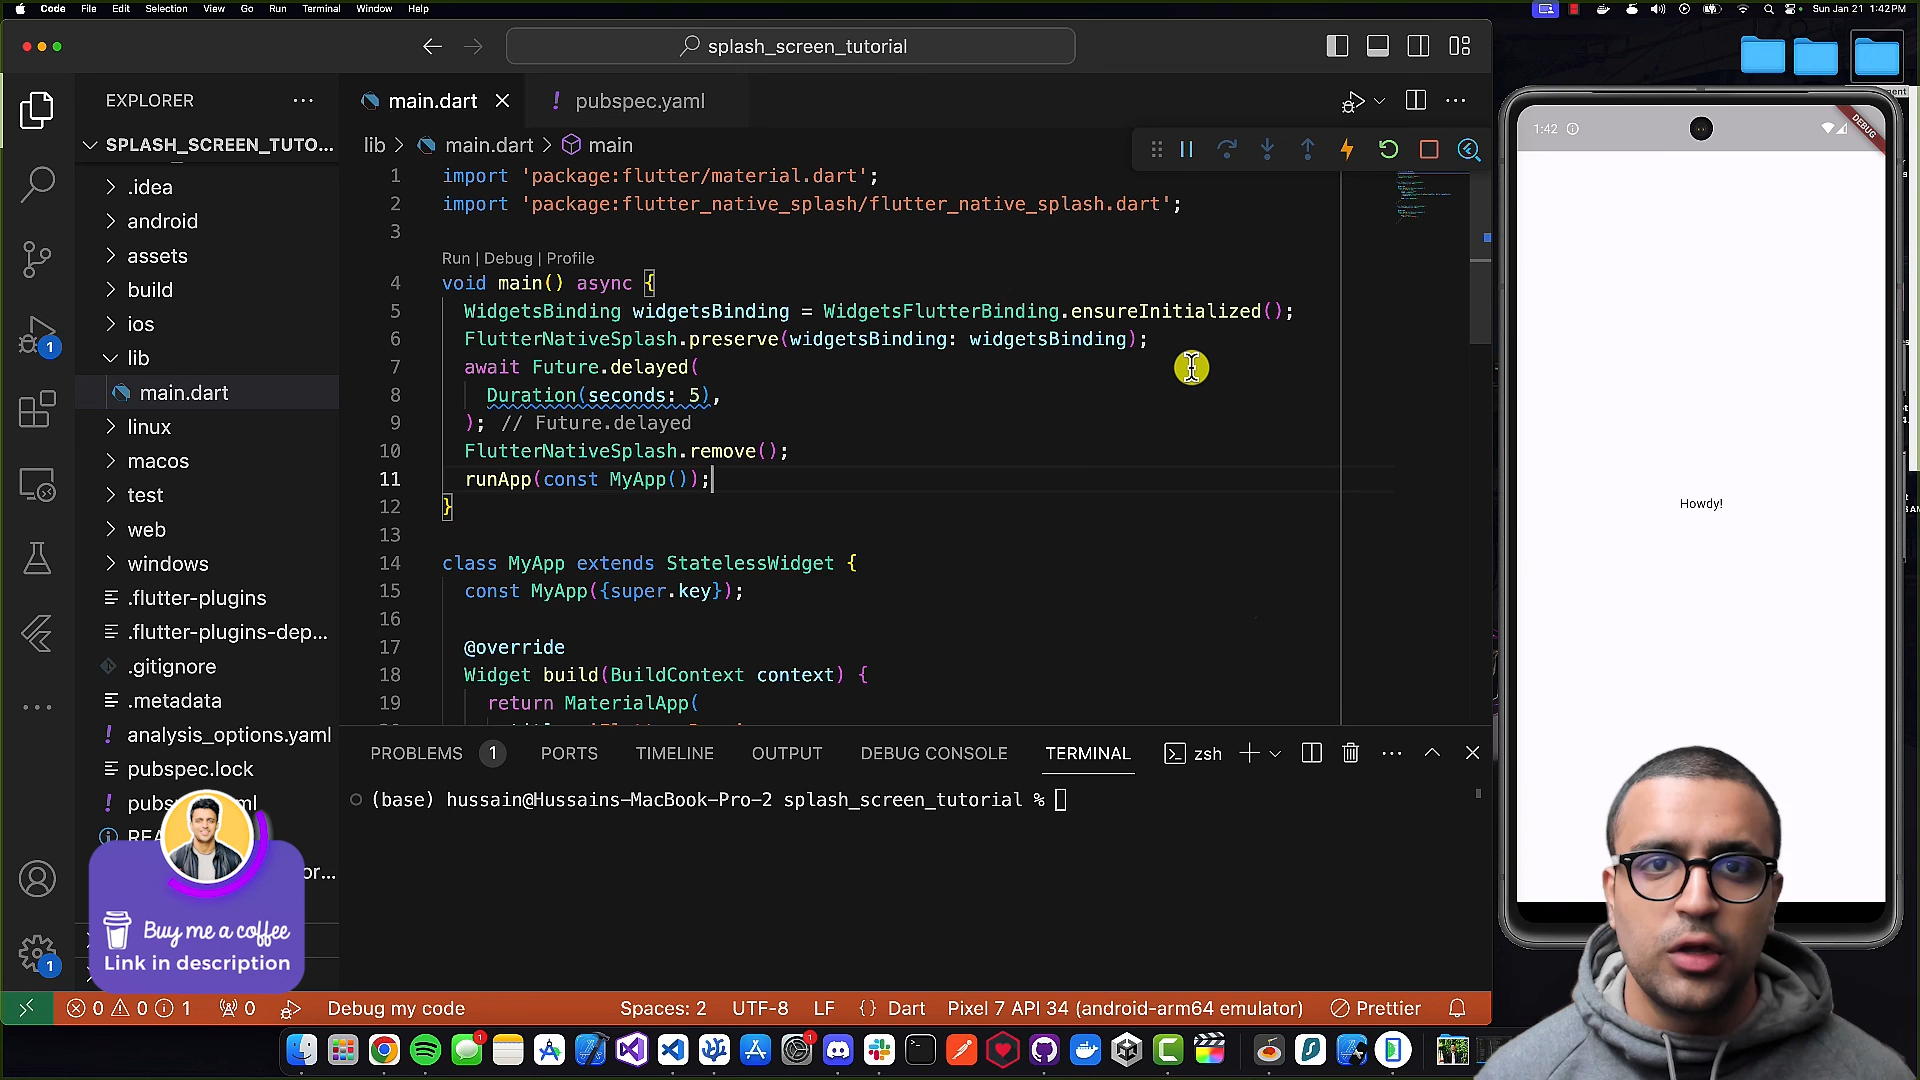 Code File Edit Selection View Go Run Terminal Window Help
Sun Jan 21 1:42PM
splash_screen_tutorial
EXPLORER
SPLASH_SCREEN_TUTO...
.idea
android
assets
build
ios
lib
main.dart
linux
macos
test
web
windows
.flutter-plugins
.flutter-plugins-dep...
.gitignore
.metadata
analysis_options.yaml
pubspec.lock
main.dart
pubspec.yaml
lib > main.dart > main
1 import 'package:flutter/material.dart';
2 import 'package:flutter_native_splash/flutter_native_splash.dart';
3
Run | Debug | Profile
4 void main() async {
5 WidgetsBinding widgetsBinding = WidgetsFlutterBinding.ensureInitialized();
6 FlutterNativeSplash.preserve(widgetsBinding: widgetsBinding);
7 await Future.delayed(
8 Duration(seconds: 5),
9 ); // Future.delayed
10 FlutterNativeSplash.remove();
11 runApp(const MyApp());
12 }
13
14 class MyApp extends StatelessWidget {
15 const MyApp({super.key});
16
17 @override
18 Widget build(BuildContext context) {
19 return MaterialApp(
PROBLEMS 1 PORTS TIMELINE OUTPUT DEBUG CONSOLE TERMINAL zsh
(base) hussain@Hussains-MacBook-Pro-2 splash_screen_tutorial %
1
1
Buy me a coffee
Link in description
0 0 1 0 Debug my code Spaces: 2 UTF-8 LF {} Dart Pixel 7 API 34 (android-arm64 emulator) Prettier
1:42
DEBUG
Howdy!